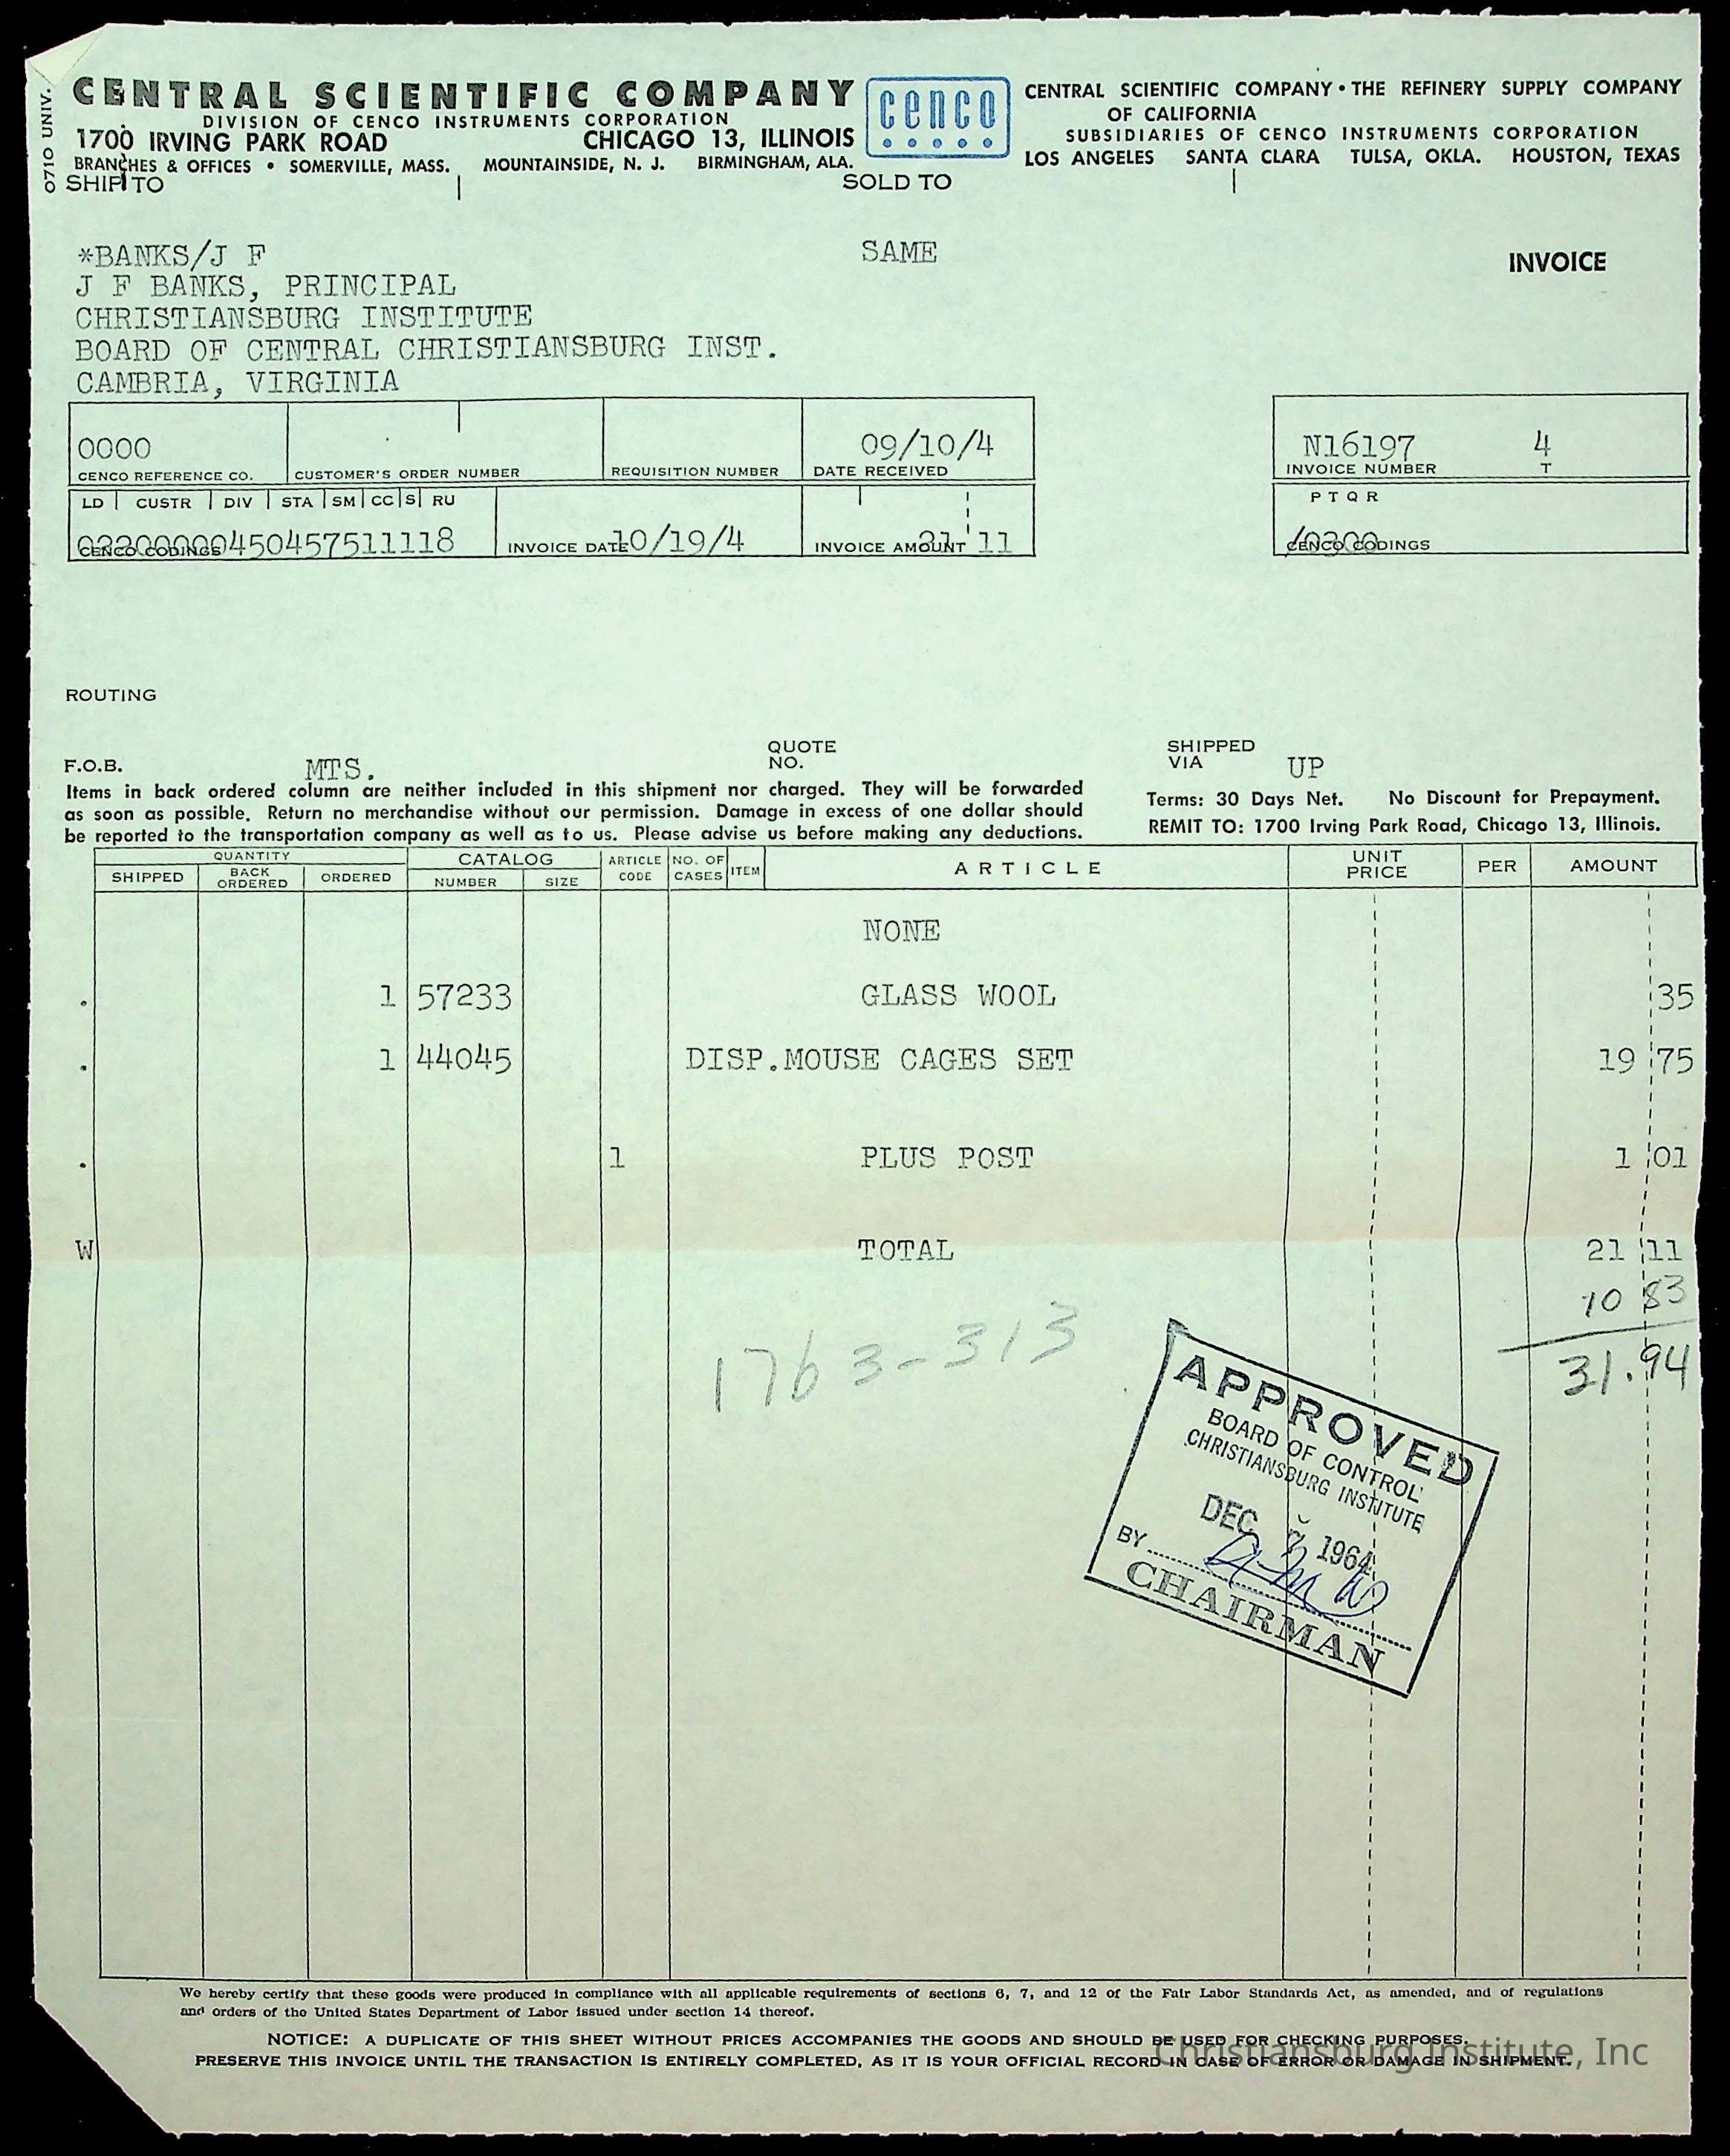 0710 UNIV.
CENTRAL SCIENTIFIC COMPANY
DIVISION OF CENCO INSTRUMENTS CORPORATION
1700 IRVING PARK ROAD CHICAGO 13, ILLINOIS
BRANCHES & OFFICES • SOMERVILLE, MASS. MOUNTAINSIDE, N. J. BIRMINGHAM, ALA.
cenco
CENTRAL SCIENTIFIC COMPANY • THE REFINERY SUPPLY COMPANY
OF CALIFORNIA
SUBSIDIARIES OF CENCO INSTRUMENTS CORPORATION
LOS ANGELES SANTA CLARA TULSA, OKLA. HOUSTON, TEXAS
SHIP TO SOLD TO
*BANKS/J F SAME
INVOICE
J F BANKS, PRINCIPAL
CHRISTIANSBURG INSTITUTE
BOARD OF CENTRAL CHRISTIANSBURG INST.
CAMBRIA, VIRGINIA
0000 09/10/4 N16197 4
CENCO REFERENCE CO. CUSTOMER'S ORDER NUMBER REQUISITION NUMBER DATE RECEIVED INVOICE NUMBER T
LD CUSTR DIV STA SM CC S RU P T Q R
CENCO CODINGS INVOICE DATE 10/19/4 INVOICE AMOUNT 21 11 CENCO CODINGS
ROUTING
F.O.B. MTS. QUOTE NO. SHIPPED VIA UP
Items in back ordered column are neither included in this shipment nor charged. They will be forwarded
as soon as possible. Return no merchandise without our permission. Damage in excess of one dollar should
be reported to the transportation company as well as to us. Please advise us before making any deductions.
Terms: 30 Days Net. No Discount for Prepayment.
REMIT TO: 1700 Irving Park Road, Chicago 13, Illinois.
QUANTITY CATALOG ARTICLE CODE NO. OF CASES ITEM ARTICLE UNIT PRICE PER AMOUNT
SHIPPED BACK ORDERED ORDERED NUMBER SIZE
NONE
. 1 57233 GLASS WOOL 35
. 1 44045 DISP.MOUSE CAGES SET 19 75
. 1 PLUS POST 1 01
W TOTAL 21 11
10 83
31.94
1763-313
APPROVED
BOARD OF CONTROL
CHRISTIANSBURG INSTITUTE
DEC 1964
BY
CHAIRMAN
We hereby certify that these goods were produced in compliance with all applicable requirements of sections 6, 7, and 12 of the Fair Labor Standards Act, as amended, and of regulations
and orders of the United States Department of Labor issued under section 14 thereof.
NOTICE: A DUPLICATE OF THIS SHEET WITHOUT PRICES ACCOMPANIES THE GOODS AND SHOULD BE USED FOR CHECKING PURPOSES.
PRESERVE THIS INVOICE UNTIL THE TRANSACTION IS ENTIRELY COMPLETED, AS IT IS YOUR OFFICIAL RECORD IN CASE OF ERROR OR DAMAGE IN SHIPMENT.
Christiansburg Institute, Inc